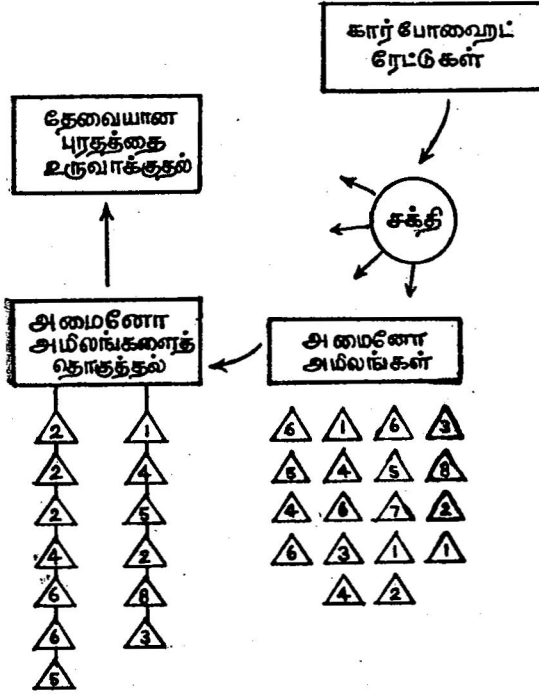 கார்போஹைட்
ரேட்டுகள்
தேவையான
புரதத்தை
உருவாக்குதல்
சக்தி
அமைனோ
அமிலங்களைத்
தொகுத்தல்
அமைனோ
அமிலங்கள்
2 1
2 4
2 5
4 2
6 8
6 3
5
6 1 6 3
5 4 5 8
4 6 7 2
6 3 1 1
4 2